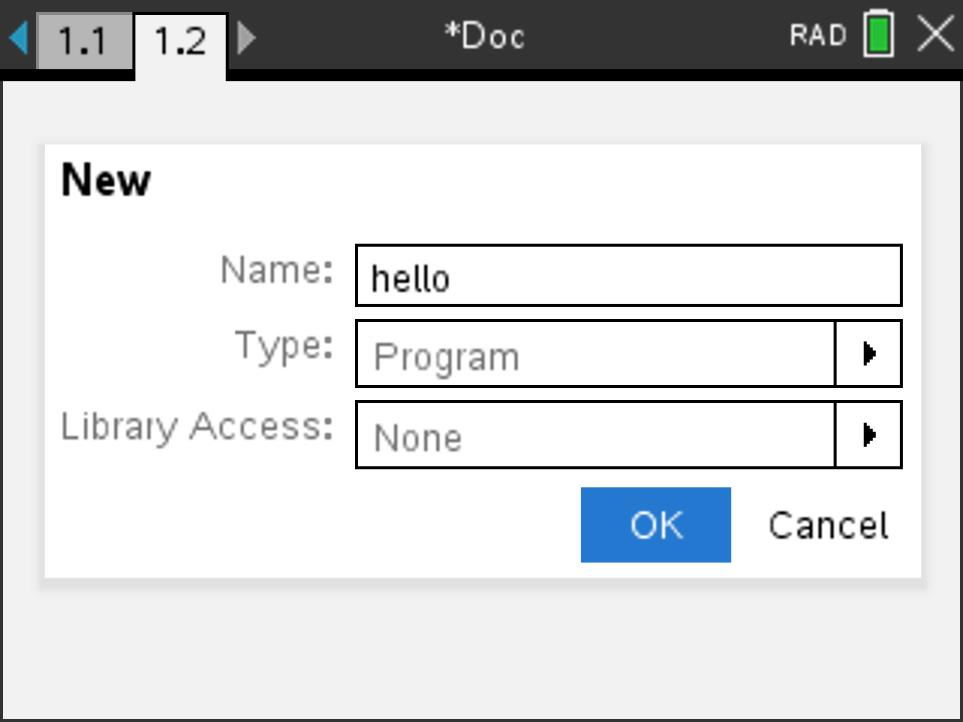 1.1 1.2 *Doc RAD
New
Name: hello
Type: Program
Library Access: None
OK Cancel